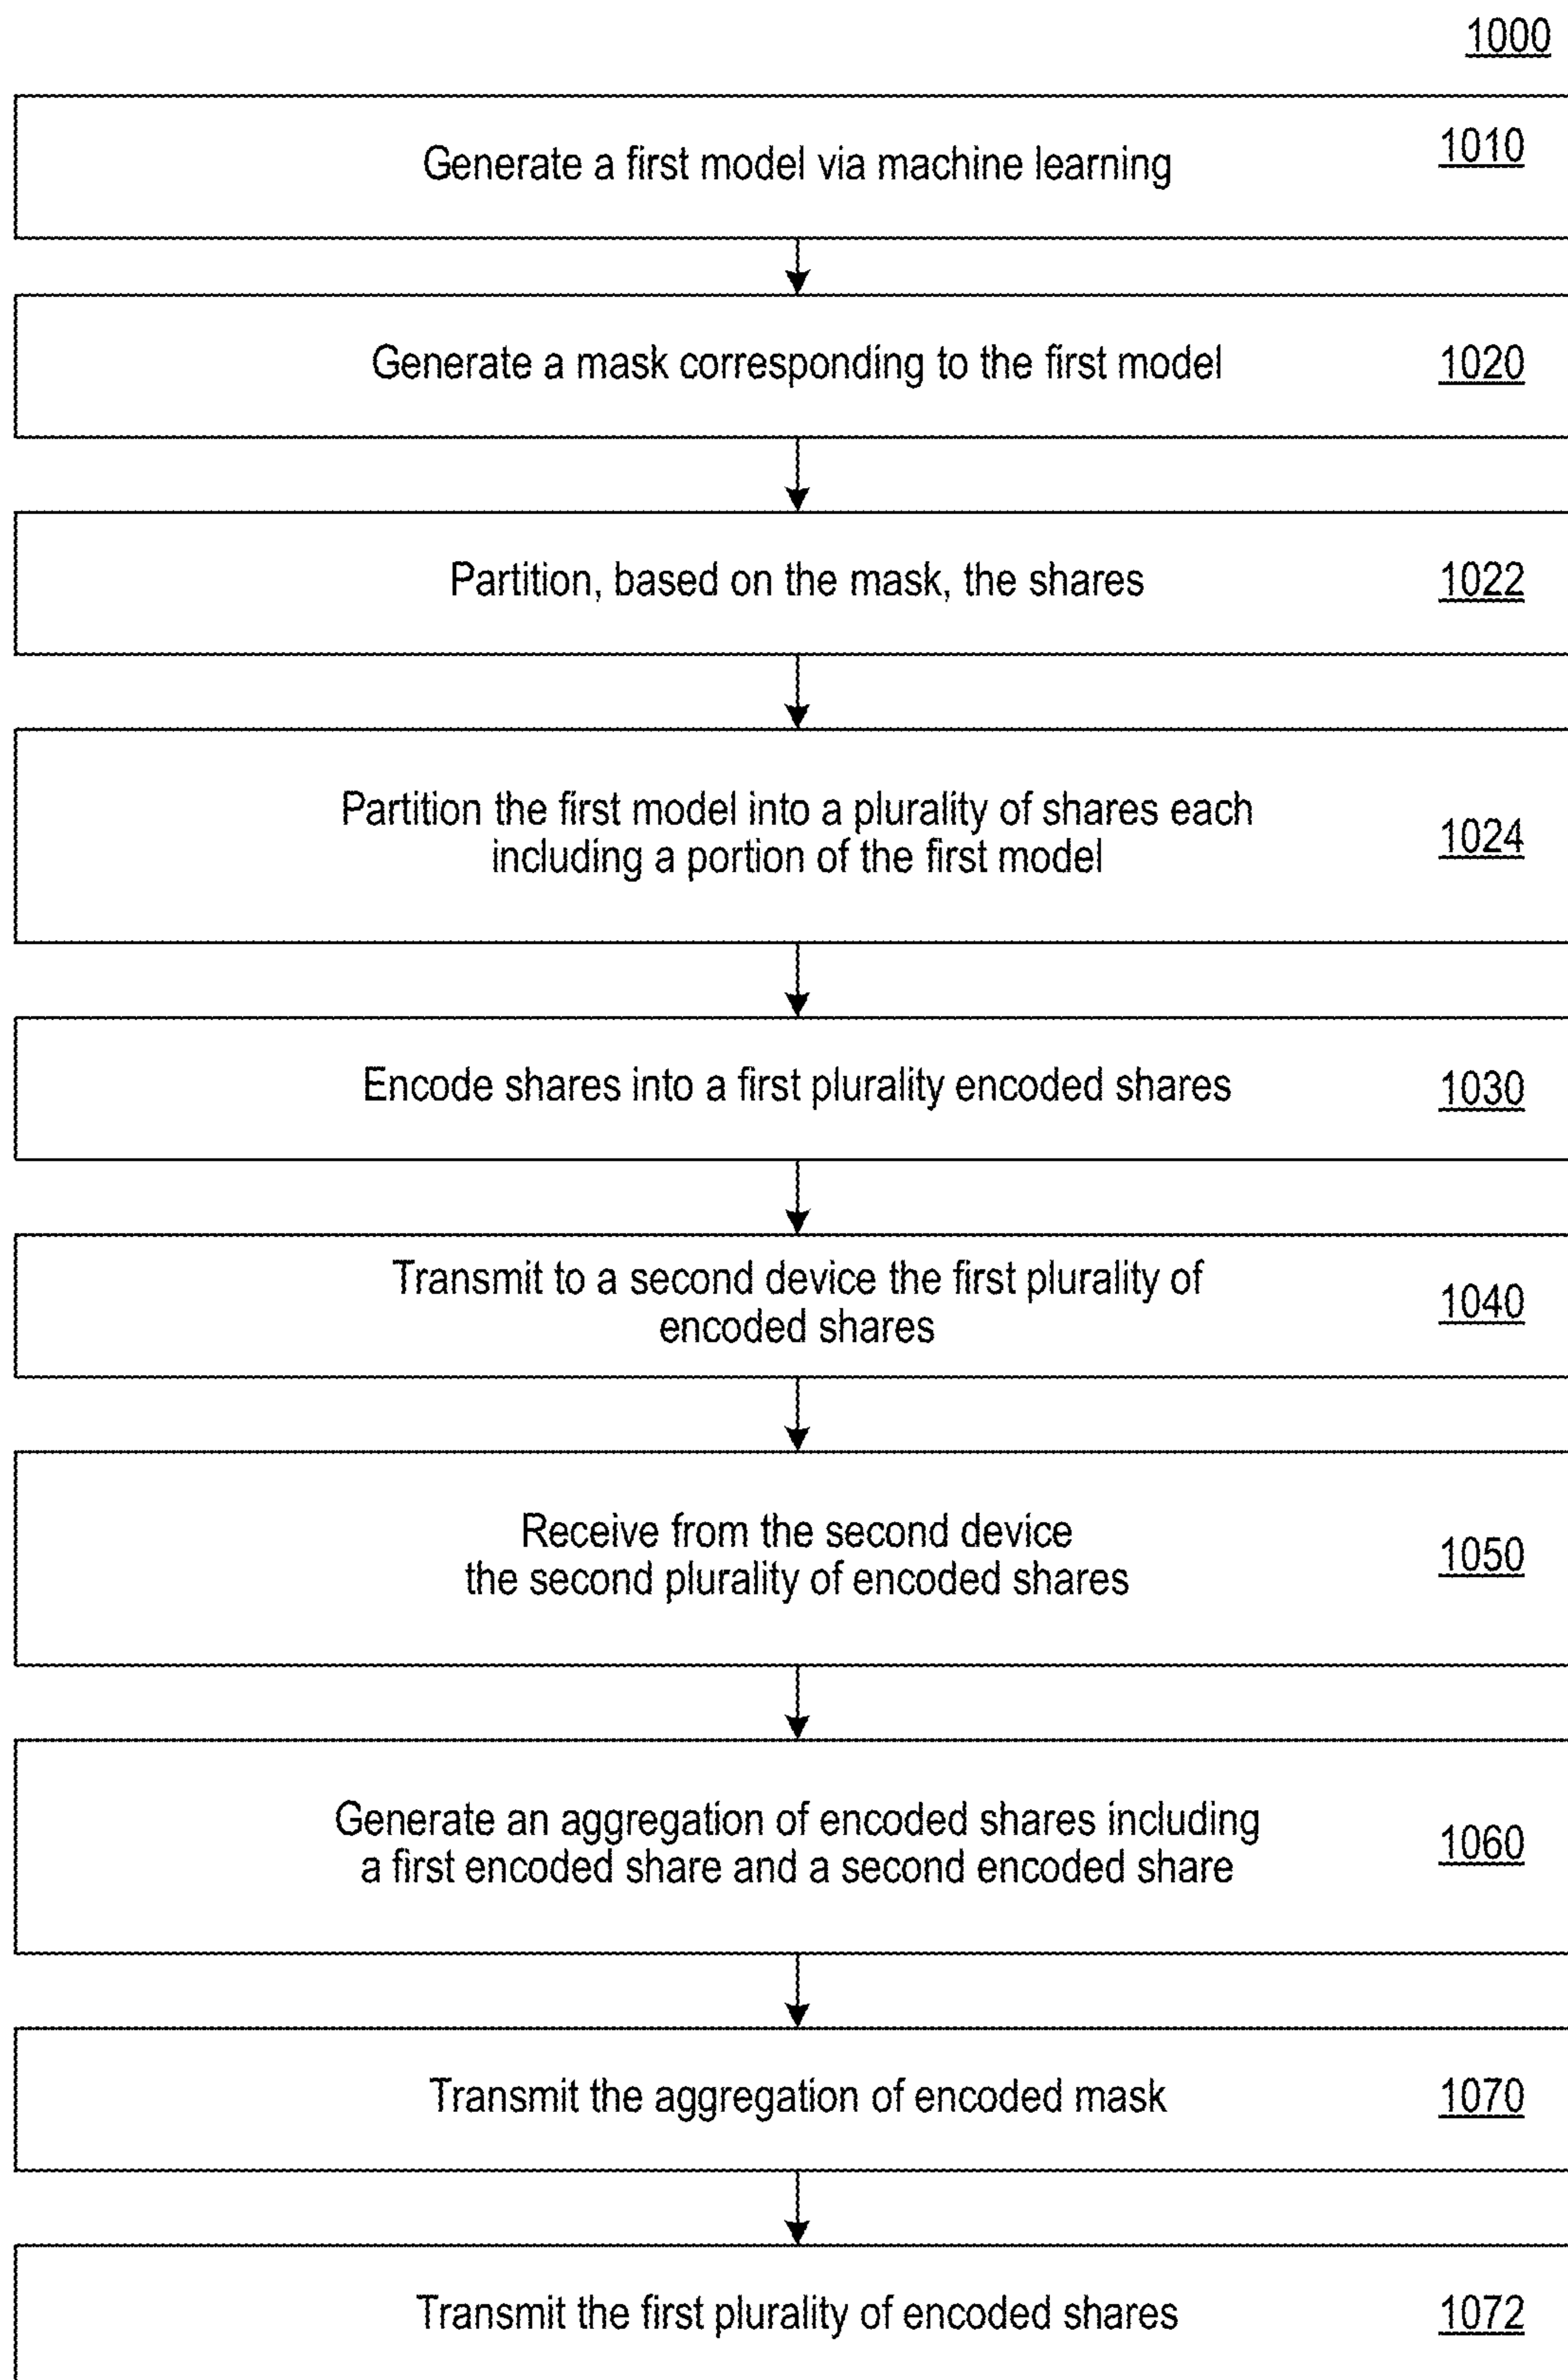 1000
Generate a first model via machine learning 1010
Generate a mask corresponding to the first model 1020
Partition, based on the mask, the shares 1022
Partition the first model into a plurality of shares each
including a portion of the first model
1024
Encode shares into a first plurality encoded shares 1030
Transmit to a second device the first plurality of
encoded shares
1040
Receive from the second device
the second plurality of encoded shares
1050
Generate an aggregation of encoded shares including
a first encoded share and a second encoded share
1060
Transmit the aggregation of encoded mask 1070
Transmit the first plurality of encoded shares 1072